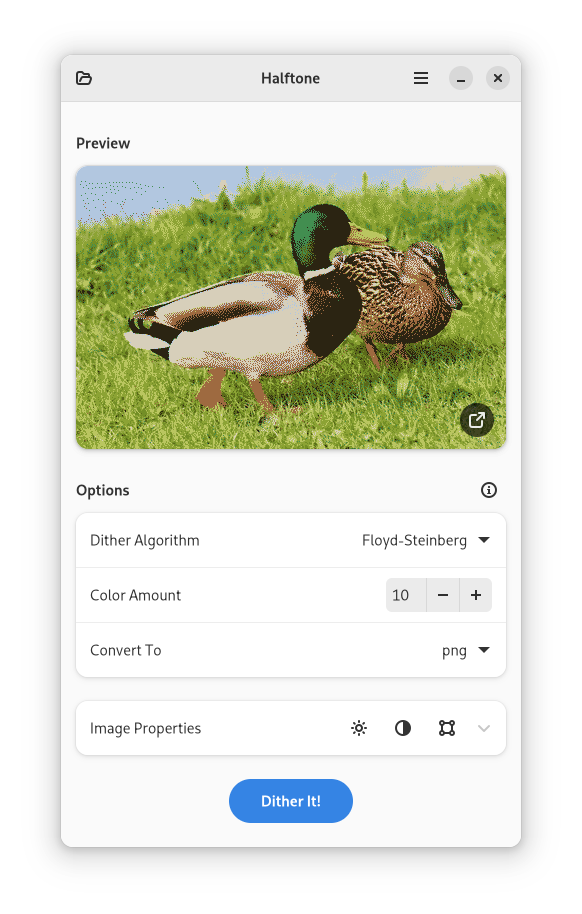 Halftone
Preview
Options
Dither Algorithm Floyd-Steinberg
Color Amount 10
Convert To png
Image Properties
Dither It!